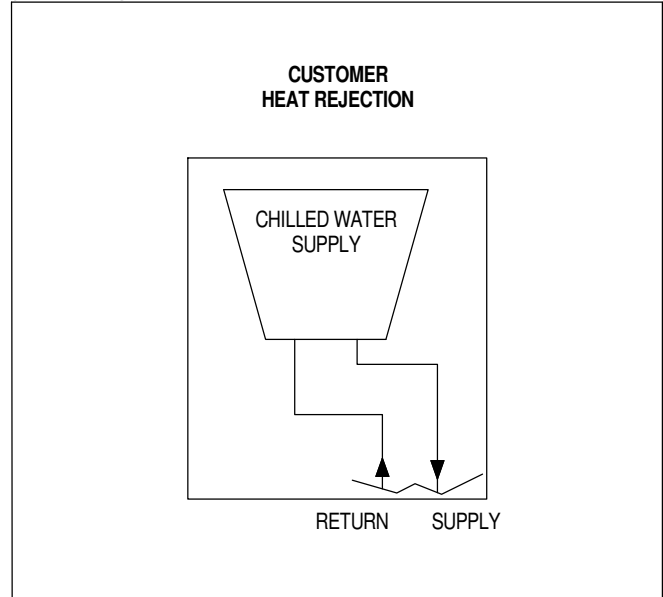 CUSTOMER
HEAT REJECTION
CHILLED WATER
SUPPLY
RETURN SUPPLY